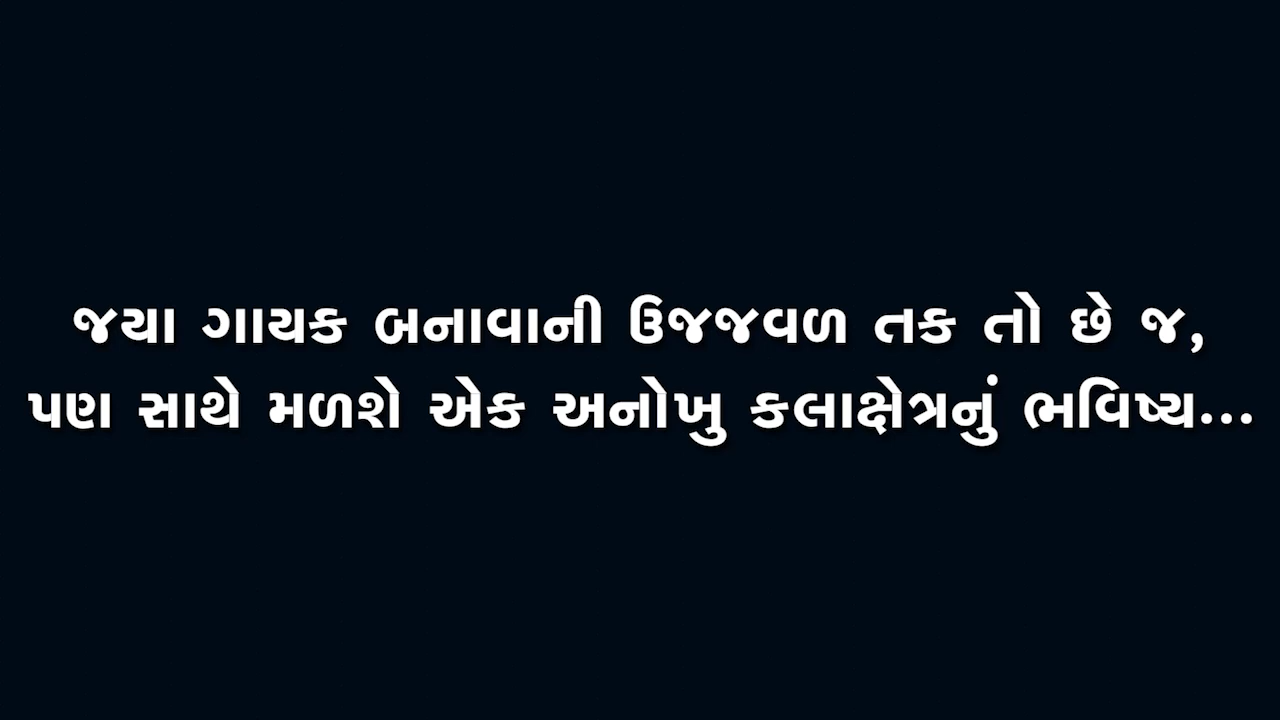 જયા ગાયક બનાવાની ઉજજવળ તક તો છે જ,
પણ સાથે મળશે એક અનોખુ કલાક્ષેત્રનું ભવિષ્ય...